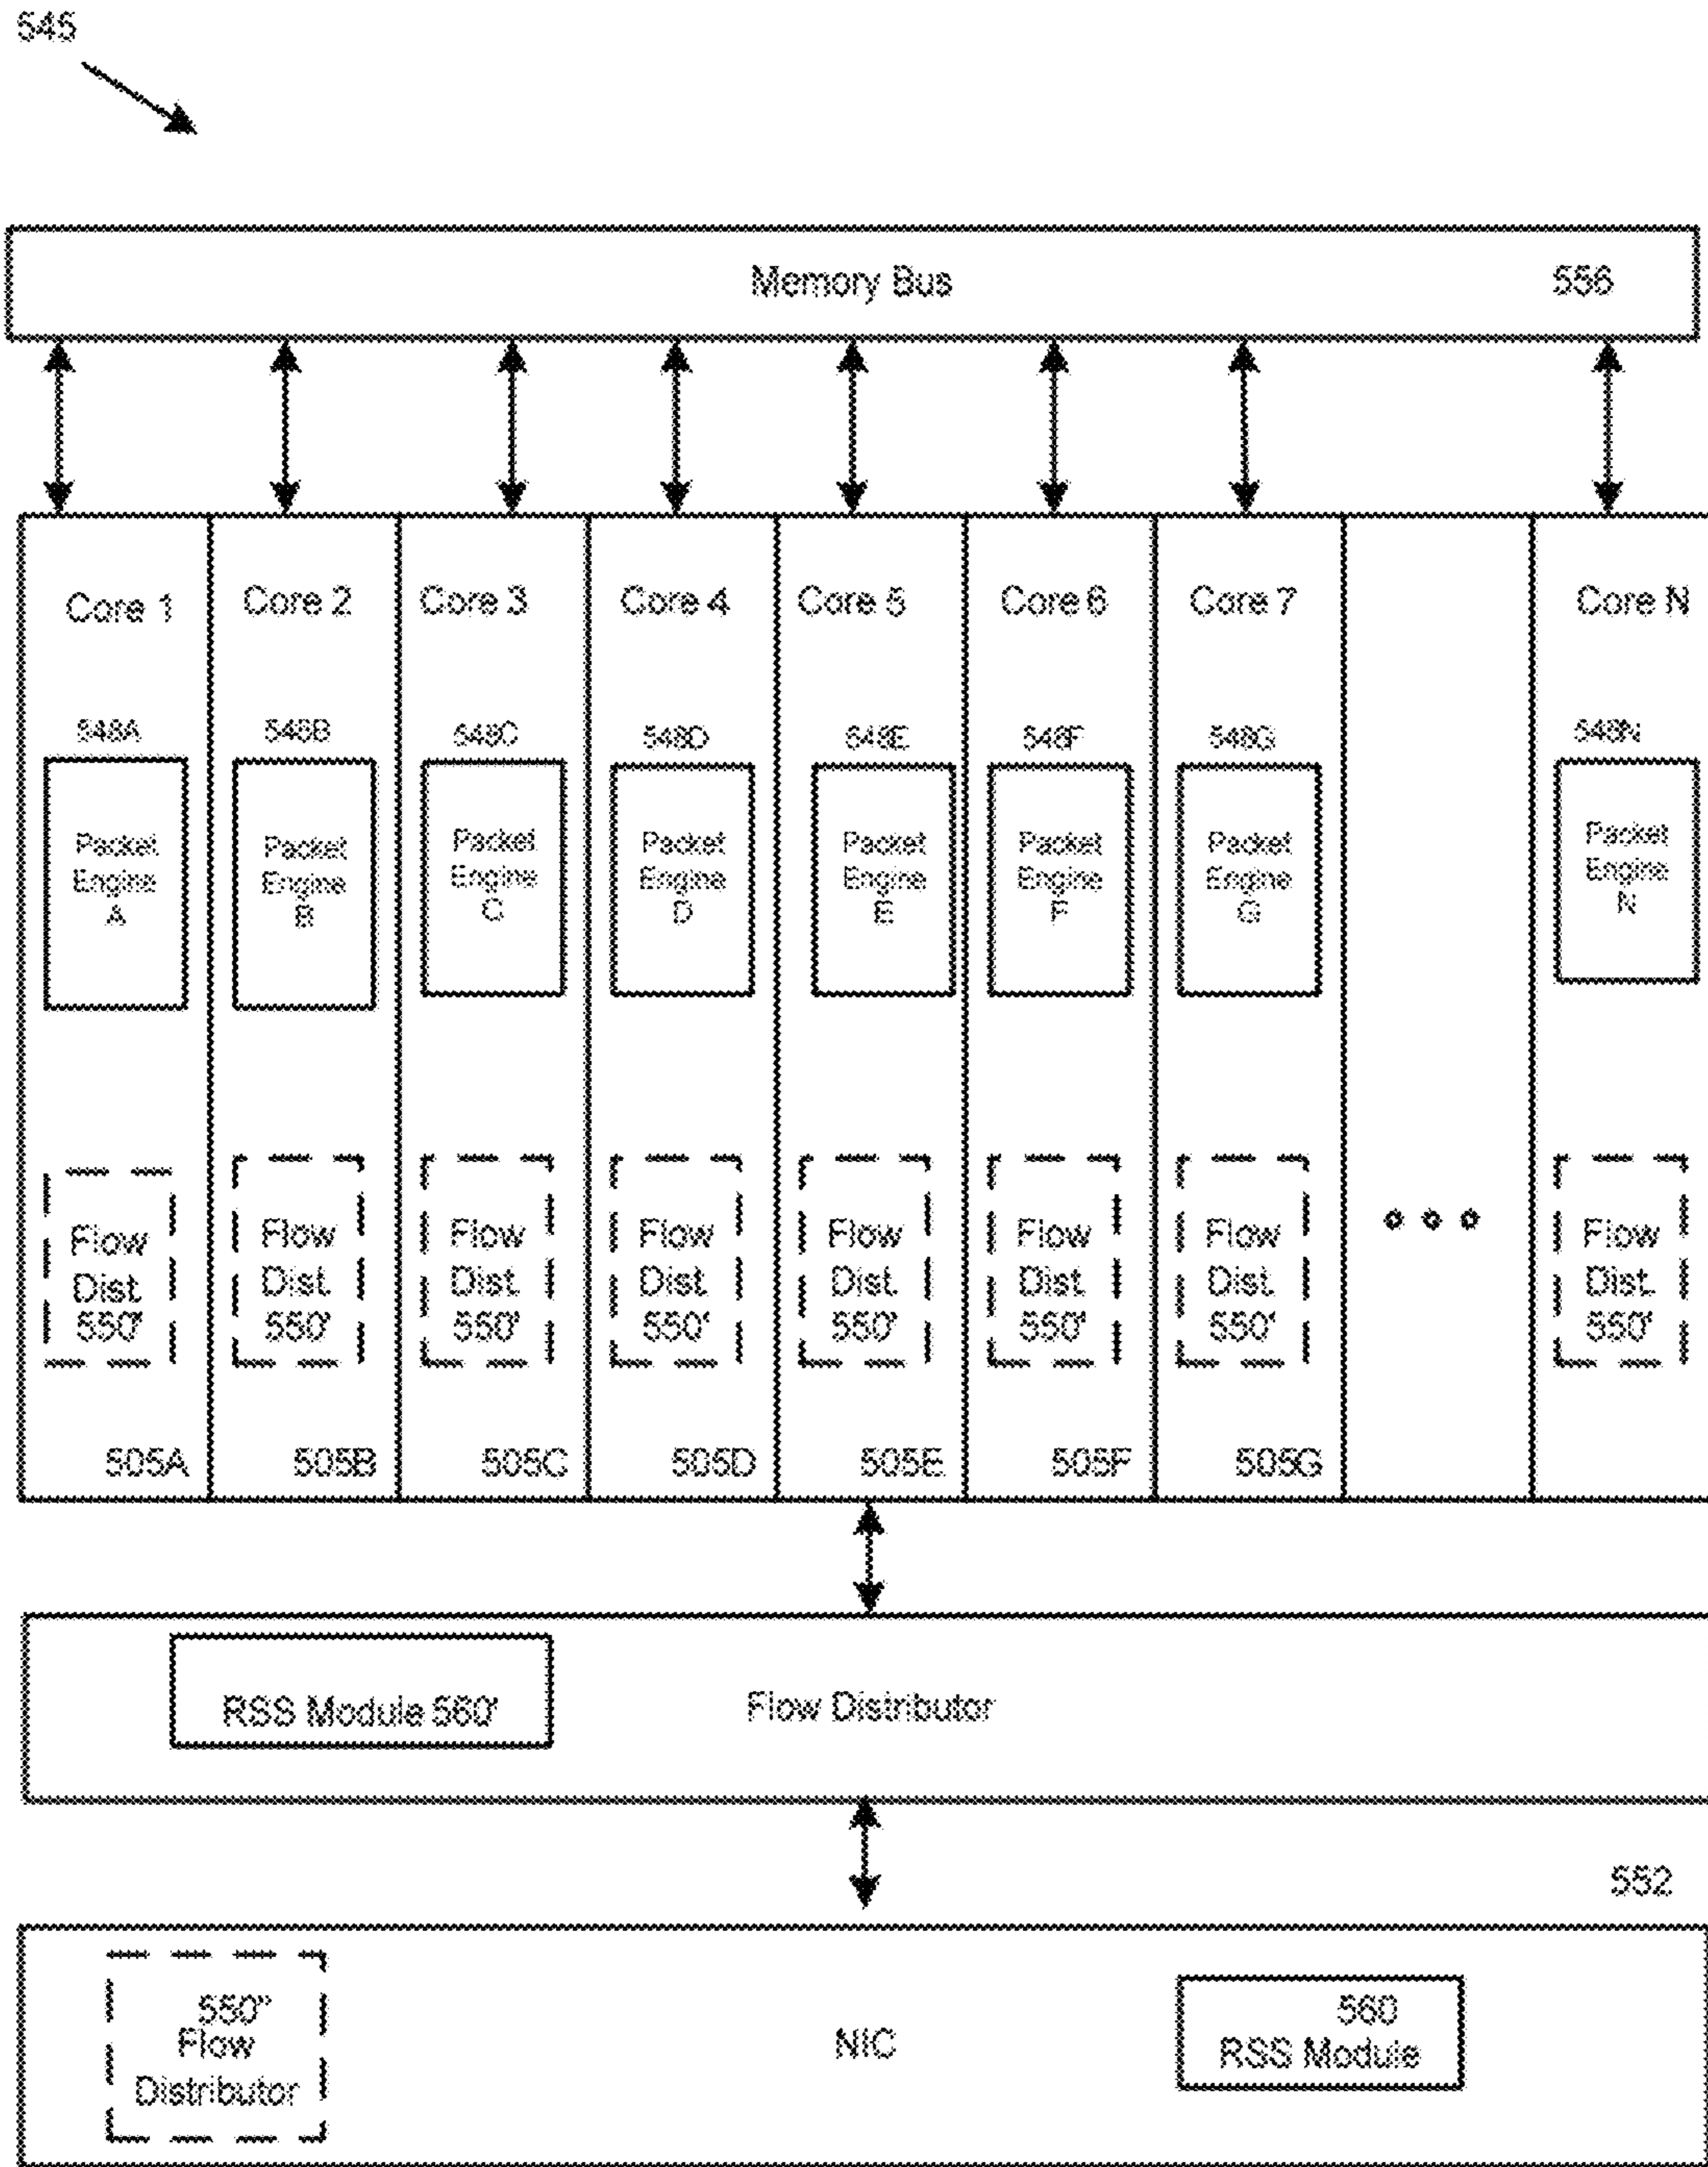 545
Memory Bus 556
Core 1 Core 2 Core 3 Core 4 Core 5 Core 6 Core 7 Core N
548A 548B 548C 548D 548E 548F 548G 548N
Packet Packet Packet Packet Packet Packet Packet Packet
Engine Engine Engine Engine Engine Engine Engine Engine
A B C D E F G N
Flow Flow Flow Flow Flow Flow Flow Flow
Dist. Dist. Dist. Dist. Dist. Dist. Dist. Dist.
550' 550' 550' 550' 550' 550' 550' 550'
505A 505B 505C 505D 505E 505F 505G
RSS Module 560' Flow Distributor
552
550" 560
Flow NIC RSS Module
Distributor